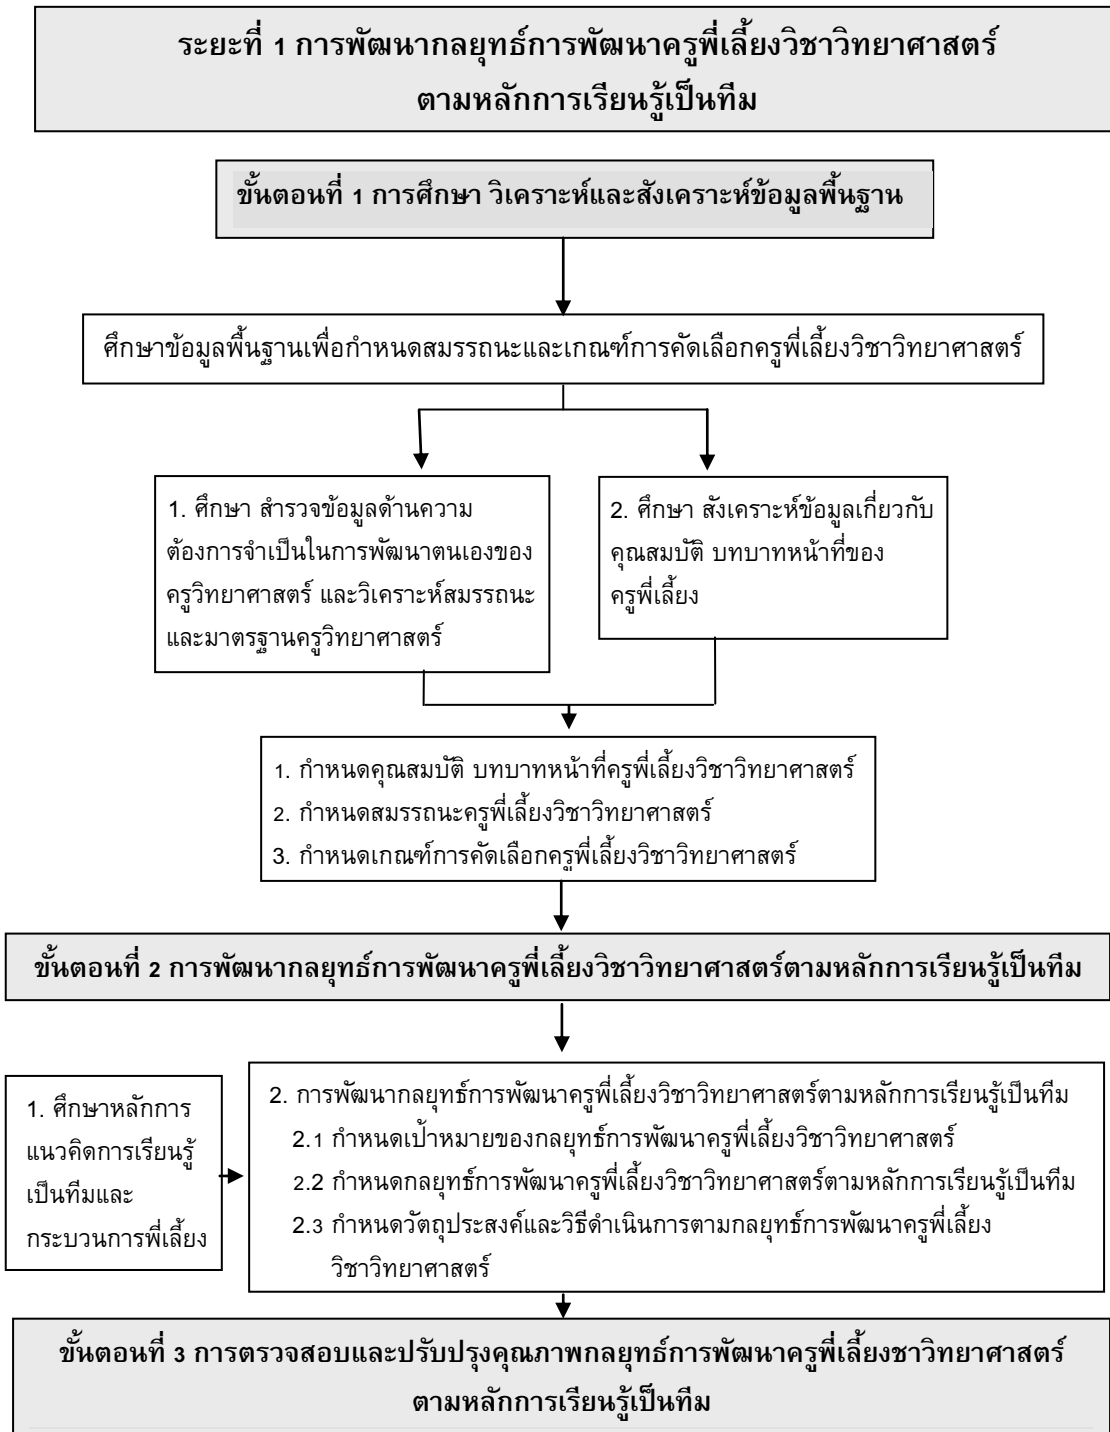 ระยะที่ 1 การพัฒนากลยุทธ์การพัฒนาครูพี่เลี้ยงวิชาวิทยาศาสตร์
ตามหลักการเรียนรู้เป็นทีม
ขั้นตอนที่ 1 การศึกษา วิเคราะห์และสังเคราะห์ข้อมูลพื้นฐาน
ศึกษาข้อมูลพื้นฐานเพื่อกำหนดสมรรถนะและเกณฑ์การคัดเลือกครูพี่เลี้ยงวิชาวิทยาศาสตร์
1. ศึกษา สำรวจข้อมูลด้านความ
ต้องการจำเป็นในการพัฒนาตนเองของ
ครูวิทยาศาสตร์ และวิเคราะห์สมรรถนะ
และมาตรฐานครูวิทยาศาสตร์
2. ศึกษา สังเคราะห์ข้อมูลเกี่ยวกับ
คุณสมบัติ บทบาทหน้าที่ของ
ครูพี่เลี้ยง
1. กำหนดคุณสมบัติ บทบาทหน้าที่ครูพี่เลี้ยงวิชาวิทยาศาสตร์
2. กำหนดสมรรถนะครูพี่เลี้ยงวิชาวิทยาศาสตร์
3. กำหนดเกณฑ์การคัดเลือกครูพี่เลี้ยงวิชาวิทยาศาสตร์
ขั้นตอนที่ 2 การพัฒนากลยุทธ์การพัฒนาครูพี่เลี้ยงวิชาวิทยาศาสตร์ตามหลักการเรียนรู้เป็นทีม
1. ศึกษาหลักการ
แนวคิดการเรียนรู้
เป็นทีมและ
กระบวนการพี่เลี้ยง
2. การพัฒนากลยุทธ์การพัฒนาครูพี่เลี้ยงวิชาวิทยาศาสตร์ตามหลักการเรียนรู้เป็นทีม
2.1 กำหนดเป้าหมายของกลยุทธ์การพัฒนาครูพี่เลี้ยงวิชาวิทยาศาสตร์
2.2 กำหนดกลยุทธ์การพัฒนาครูพี่เลี้ยงวิชาวิทยาศาสตร์ตามหลักการเรียนรู้เป็นทีม
2.3 กำหนดวัตถุประสงค์และวิธีดำเนินการตามกลยุทธ์การพัฒนาครูพี่เลี้ยง
วิชาวิทยาศาสตร์
ขั้นตอนที่ 3 การตรวจสอบและปรับปรุงคุณภาพกลยุทธ์การพัฒนาครูพี่เลี้ยงชาวิทยาศาสตร์
ตามหลักการเรียนรู้เป็นทีม